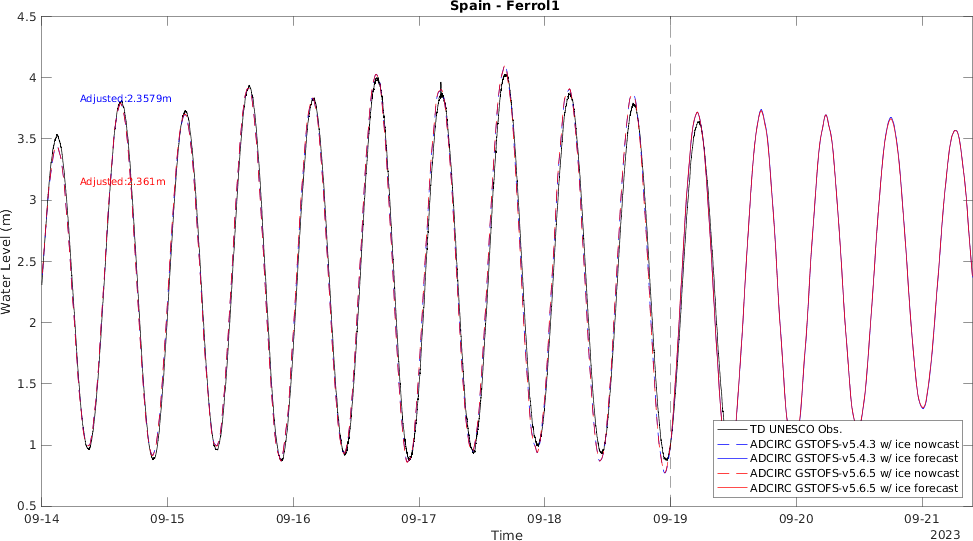 Spain - Ferrol1
4.5
4
3.5
3
2.5
2
1.5
1
0.5
Water Level (m)
Adjusted:2.3579m
Adjusted:2.361m
TD UNESCO Obs.
ADCIRC GSTOFS-v5.4.3 w/ ice nowcast
ADCIRC GSTOFS-v5.4.3 w/ ice forecast
ADCIRC GSTOFS-v5.6.5 w/ ice nowcast
ADCIRC GSTOFS-v5.6.5 w/ ice forecast
09-14 09-15 09-16 09-17 09-18 09-19 09-20 09-21
Time
2023